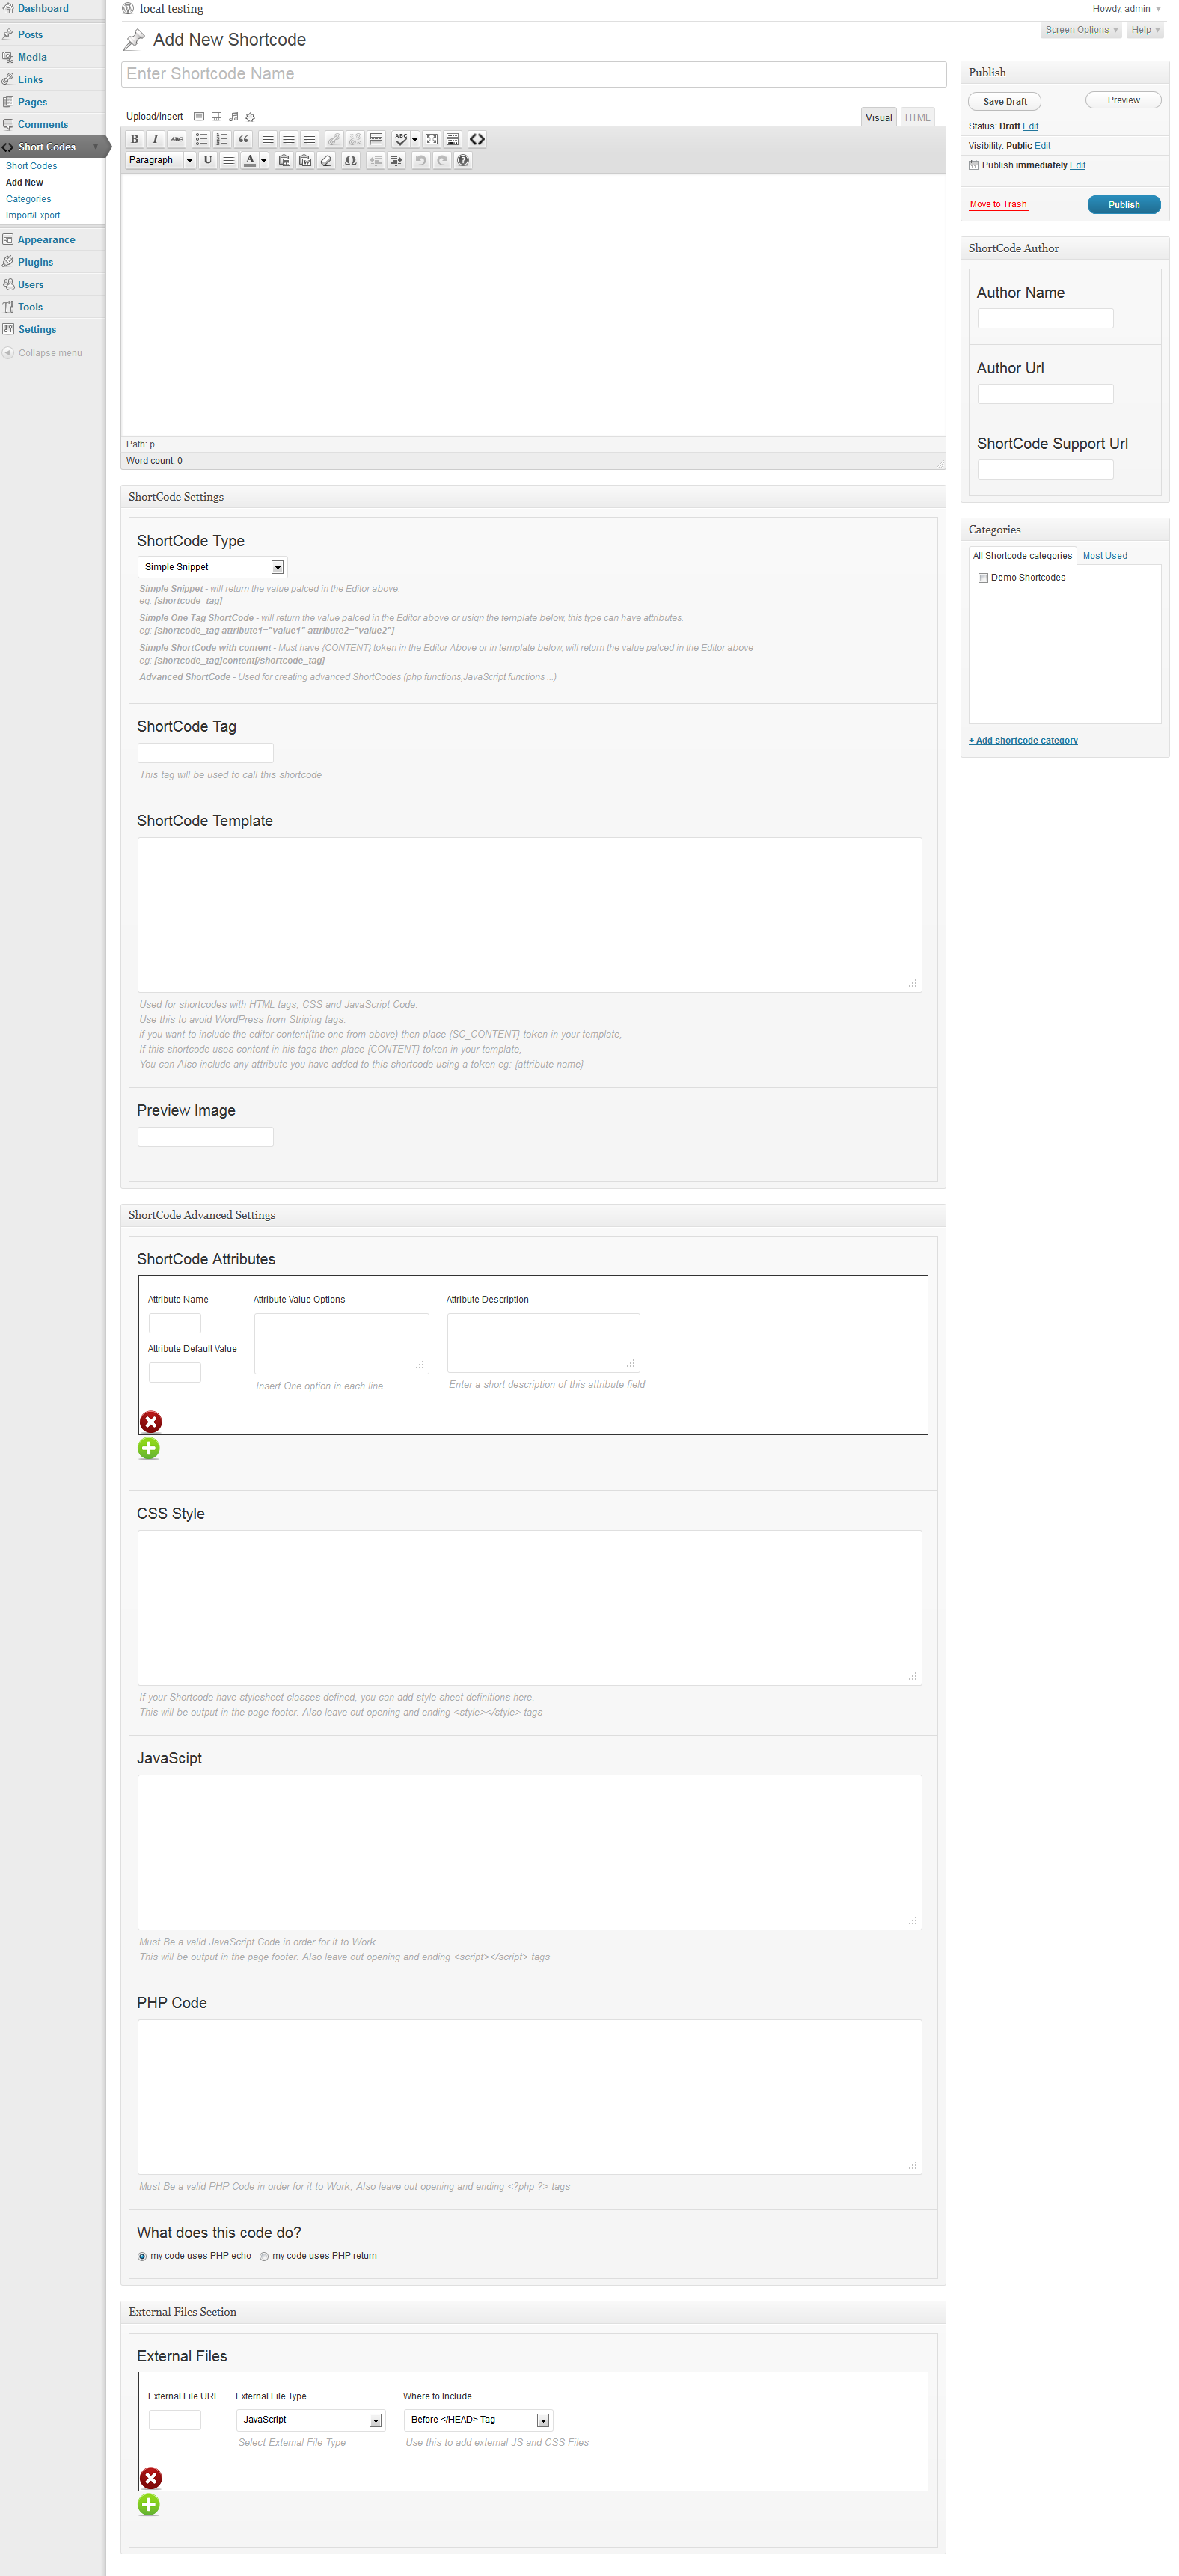 Dashboard
Posts
Media
Links
Pages
Comments
Short Codes
Short Codes
Add New
Categories
Import/Export
Appearance
Plugins
Users
Tools
Settings
Collapse menu
local testing
Howdy, admin
Screen Options
Help
Add New Shortcode
Enter Shortcode Name
Upload/Insert
Visual
HTML
B I ABC ABC
Paragraph U A Ω
Path: p
Word count: 0
ShortCode Settings
ShortCode Type
Simple Snippet
Simple Snippet - will return the value palced in the Editor above.
eg: [shortcode_tag]
Simple One Tag ShortCode - will return the value palced in the Editor above or usign the template below, this type can have attributes.
eg: [shortcode_tag attribute1="value1" attribute2="value2"]
Simple ShortCode with content - Must have {CONTENT} token in the Editor Above or in template below, will return the value palced in the Editor above
eg: [shortcode_tag]content[/shortcode_tag]
Advanced ShortCode - Used for creating advanced ShortCodes (php functions,JavaScript functions ...)
ShortCode Tag
This tag will be used to call this shortcode
ShortCode Template
Used for shortcodes with HTML tags, CSS and JavaScript Code.
Use this to avoid WordPress from Striping tags.
if you want to include the editor content(the one from above) then place {SC_CONTENT} token in your template,
If this shortcode uses content in his tags then place {CONTENT} token in your template,
You can Also include any attribute you have added to this shortcode using a token eg: {attribute name}
Preview Image
ShortCode Advanced Settings
ShortCode Attributes
Attribute Name
Attribute Value Options
Attribute Description
Attribute Default Value
Insert One option in each line
Enter a short description of this attribute field
CSS Style
If your Shortcode have stylesheet classes defined, you can add style sheet definitions here.
This will be output in the page footer. Also leave out opening and ending <style></style> tags
JavaScipt
Must Be a valid JavaScript Code in order for it to Work.
This will be output in the page footer. Also leave out opening and ending <script></script> tags
PHP Code
Must Be a valid PHP Code in order for it to Work, Also leave out opening and ending <?php ?> tags
What does this code do?
my code uses PHP echo
my code uses PHP return
External Files Section
External Files
External File URL
External File Type
Where to Include
JavaScript
Before </HEAD> Tag
Select External File Type
Use this to add external JS and CSS Files
Publish
Save Draft
Preview
Status: Draft Edit
Visibility: Public Edit
Publish immediately Edit
Move to Trash
Publish
ShortCode Author
Author Name
Author Url
ShortCode Support Url
Categories
All Shortcode categories
Most Used
Demo Shortcodes
+ Add shortcode category